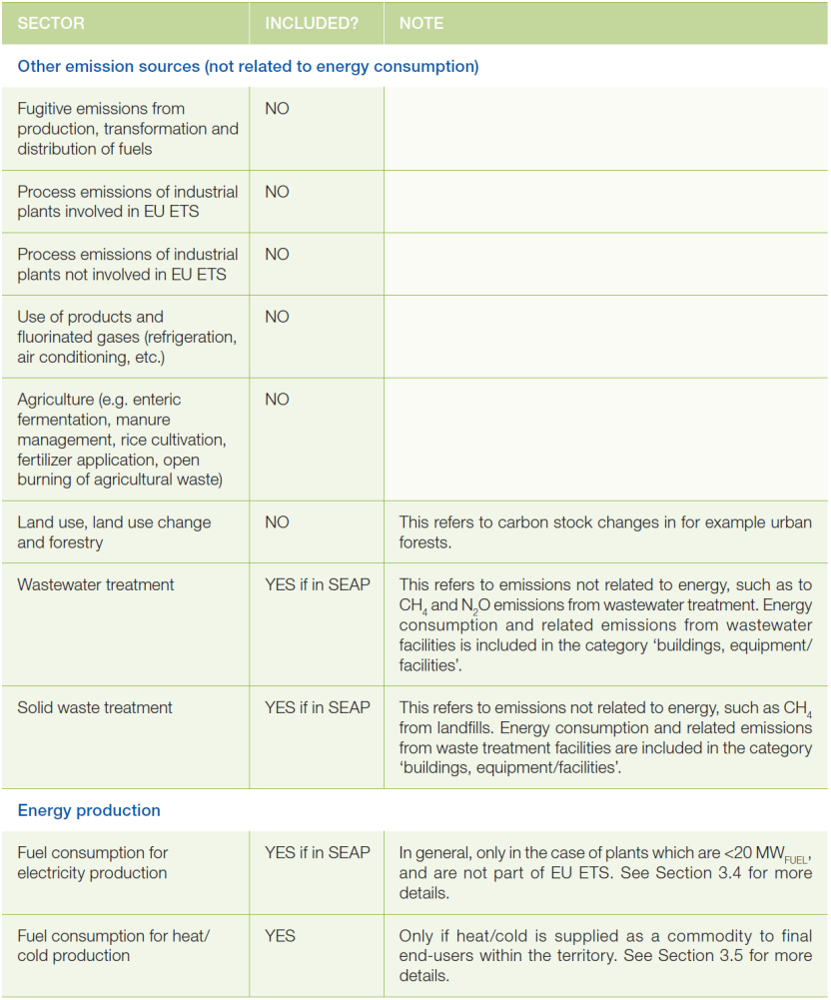 SECTOR INCLUDED? NOTE
Other emission sources (not related to energy consumption)
Fugitive emissions from
production, transformation and
distribution of fuels
NO
Process emissions of industrial
plants involved in EU ETS
NO
Process emissions of industrial
plants not involved in EU ETS
NO
Use of products and
fluorinated gases (refrigeration,
air conditioning, etc.)
NO
Agriculture (e.g. enteric
fermentation, manure
management, rice cultivation,
fertilizer application, open
burning of agricultural waste)
NO
Land use, land use change
and forestry
NO
This refers to carbon stock changes in for example urban
forests.
Wastewater treatment
YES if in SEAP
This refers to emissions not related to energy, such as to
CH4 and N2O emissions from wastewater treatment. Energy
consumption and related emissions from wastewater
facilities is included in the category ‘buildings, equipment/
facilities’.
Solid waste treatment
YES if in SEAP
This refers to emissions not related to energy, such as CH4
from landfills. Energy consumption and related emissions
from waste treatment facilities are included in the category
‘buildings, equipment/facilities’.
Energy production
Fuel consumption for
electricity production
YES if in SEAP
In general, only in the case of plants which are <20 MWFUEL,
and are not part of EU ETS. See Section 3.4 for more
details.
Fuel consumption for heat/
cold production
YES
Only if heat/cold is supplied as a commodity to final
end-users within the territory. See Section 3.5 for more
details.